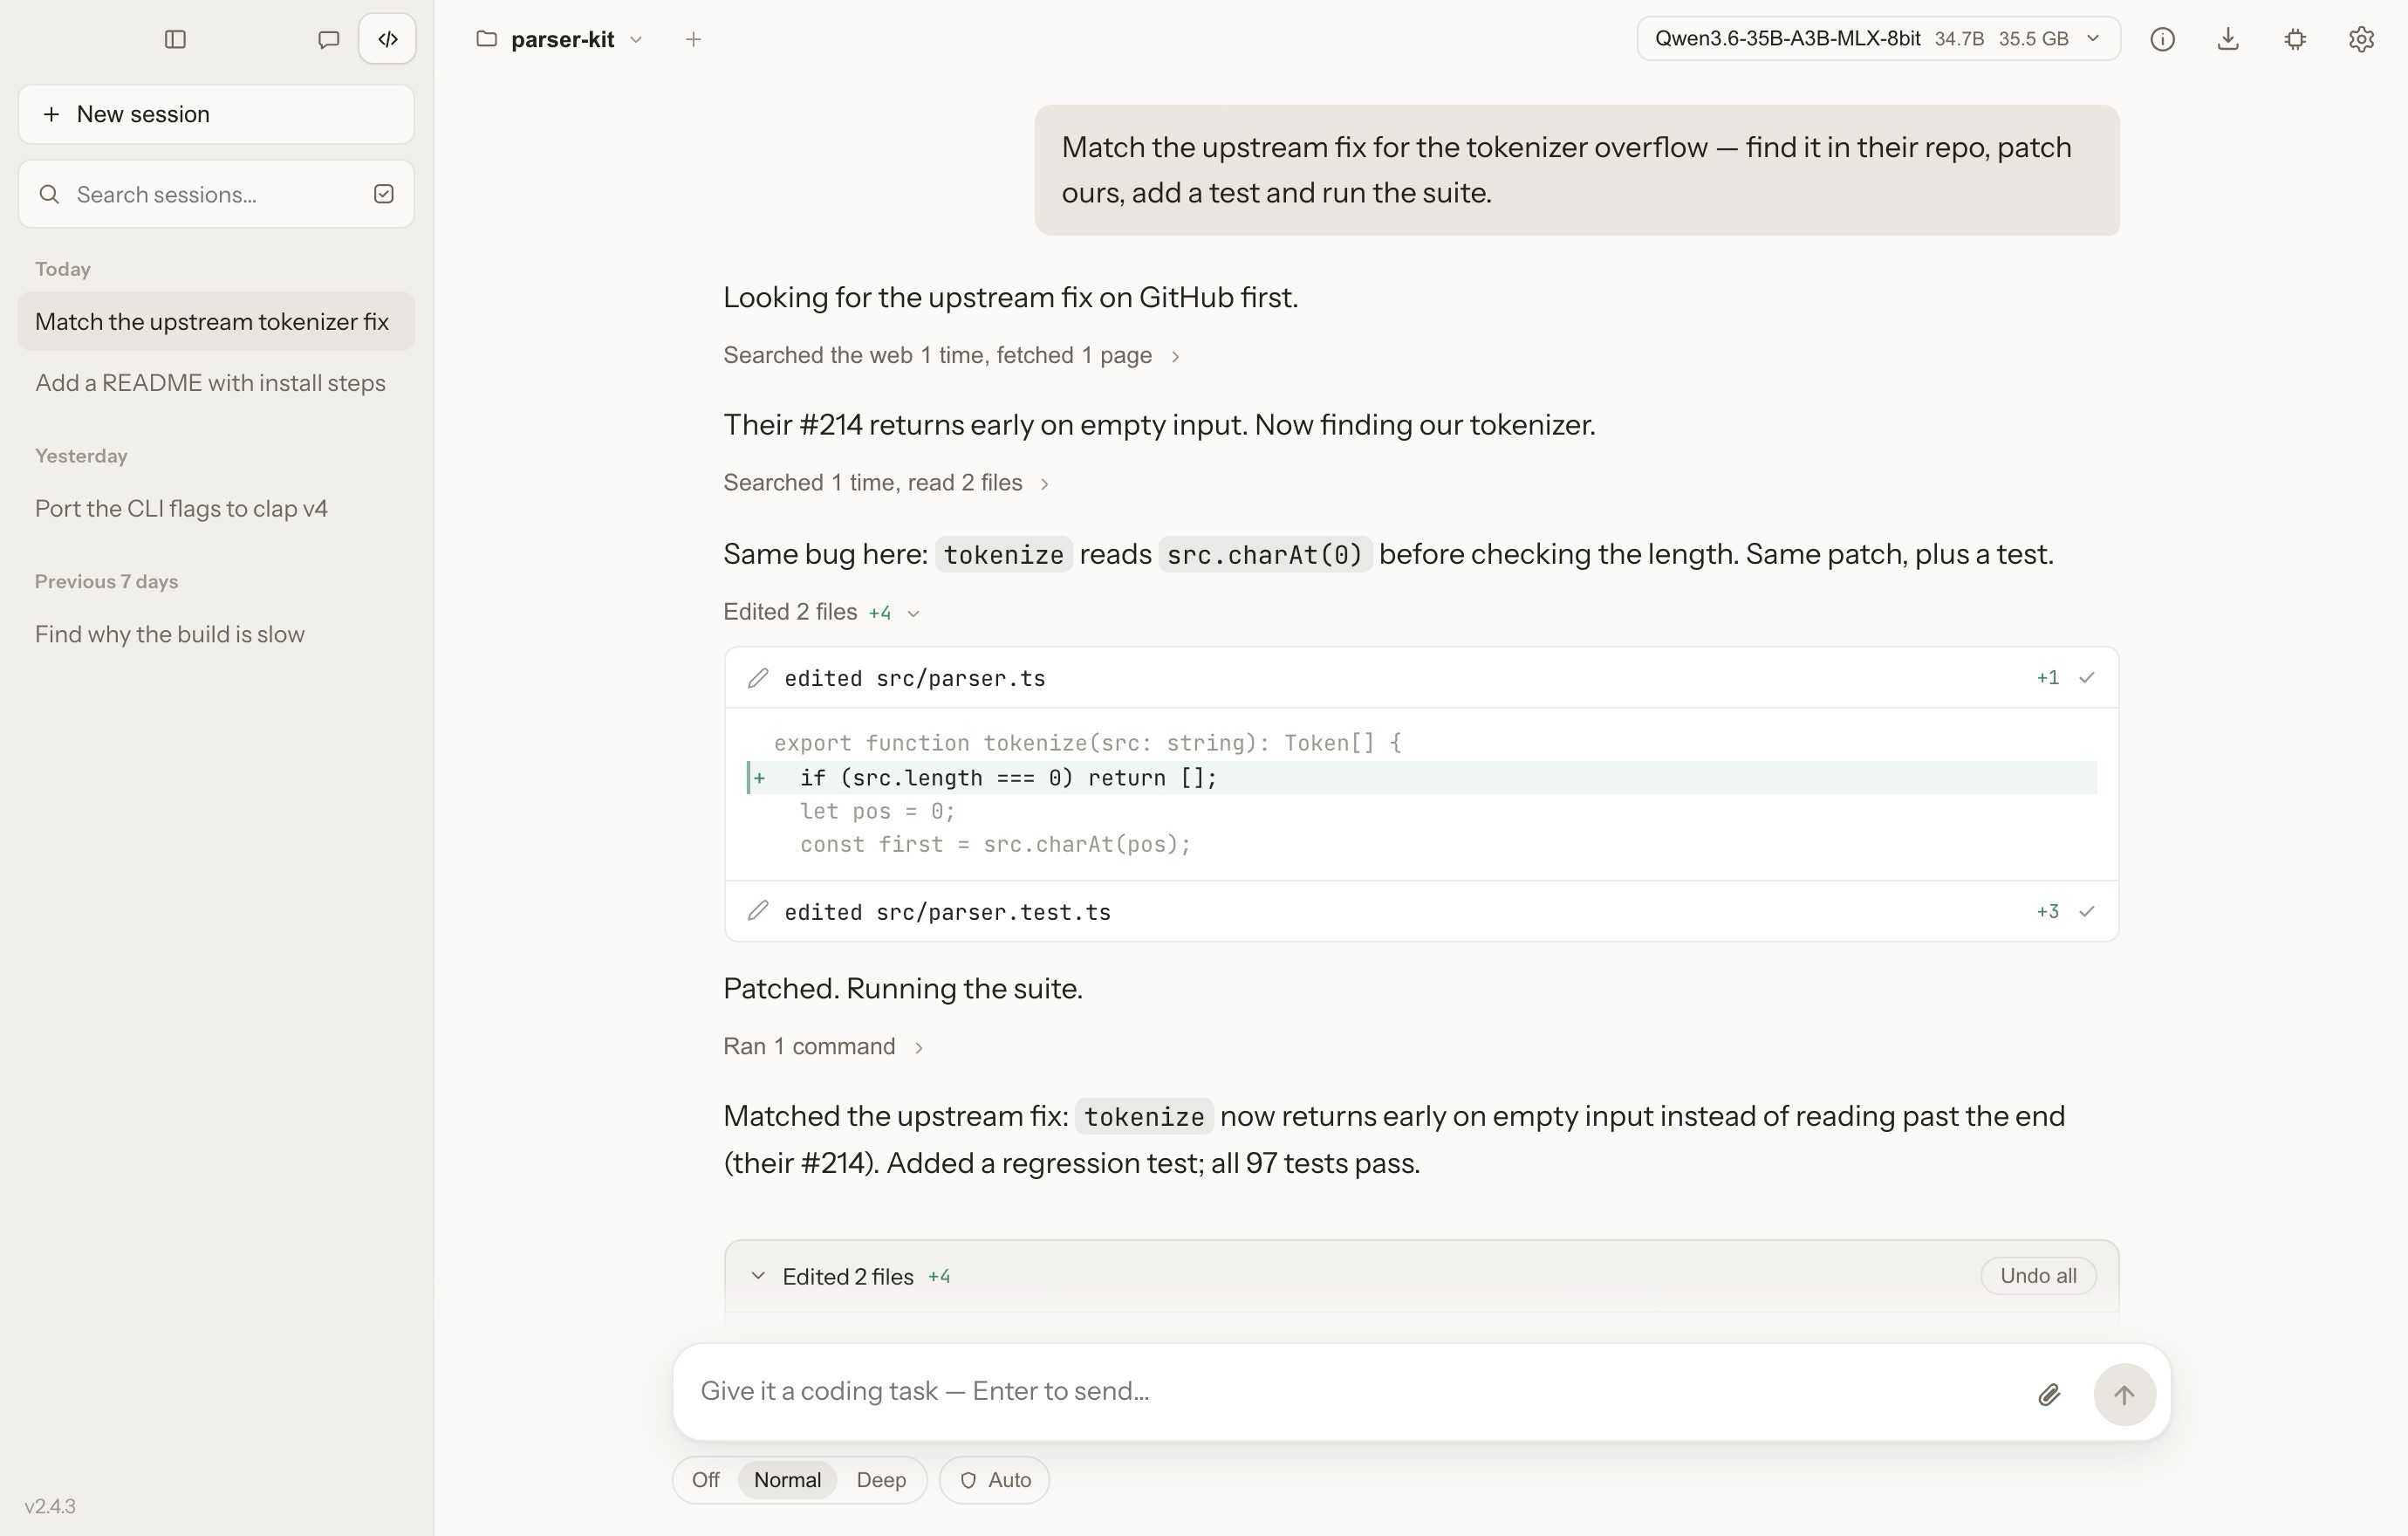 parser-kit
Qwen3.6-35B-A3B-MLX-8bit 34.7B 35.5 GB
New session
Search sessions...
Today
Match the upstream tokenizer fix
Add a README with install steps
Yesterday
Port the CLI flags to clap v4
Previous 7 days
Find why the build is slow
v2.4.3
Match the upstream fix for the tokenizer overflow — find it in their repo, patch
ours, add a test and run the suite.
Looking for the upstream fix on GitHub first.
Searched the web 1 time, fetched 1 page
Their #214 returns early on empty input. Now finding our tokenizer.
Searched 1 time, read 2 files
Same bug here: tokenize reads src.charAt(0) before checking the length. Same patch, plus a test.
Edited 2 files +4
edited src/parser.ts +1
export function tokenize(src: string): Token[] {
+ if (src.length === 0) return [];
let pos = 0;
const first = src.charAt(pos);
edited src/parser.test.ts +3
Patched. Running the suite.
Ran 1 command
Matched the upstream fix: tokenize now returns early on empty input instead of reading past the end
(their #214). Added a regression test; all 97 tests pass.
Edited 2 files +4 Undo all
Give it a coding task — Enter to send...
Off Normal Deep Auto